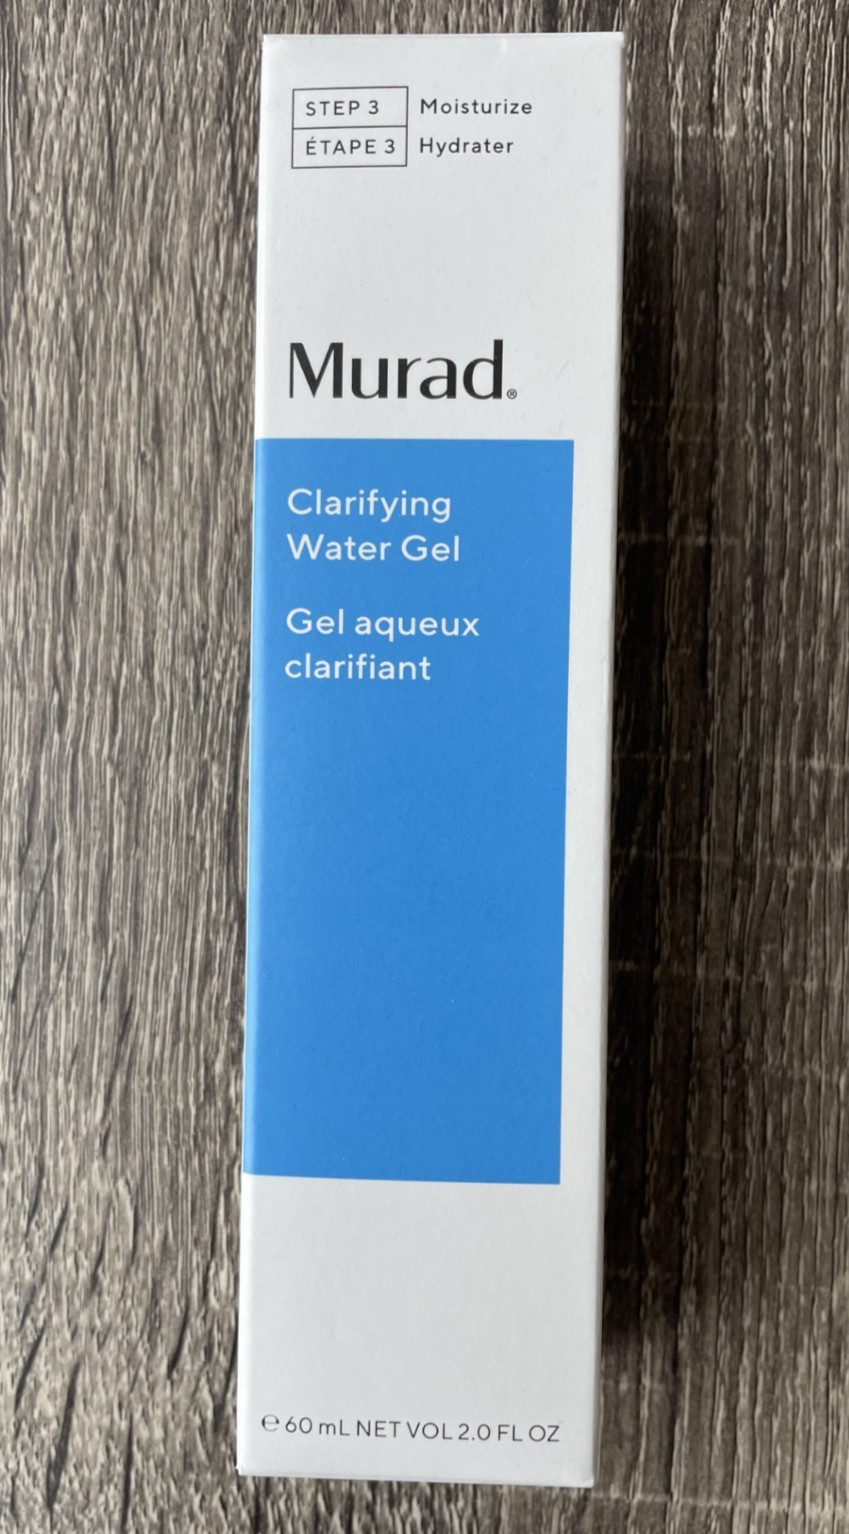 STEP 3 Moisturize
ÉTAPE 3 Hydrater
Murad®
Clarifying
Water Gel
Gel aqueux
clarifiant
℮ 60 mL NET VOL 2.0 FL OZ